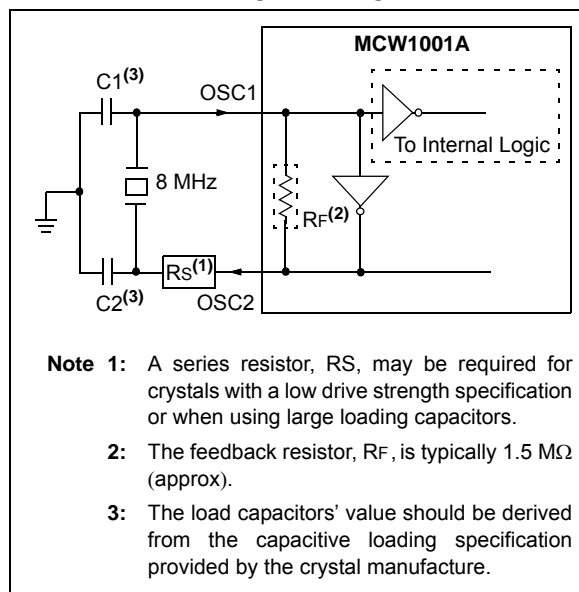 MCW1001A
C1(3)
OSC1
To Internal Logic
8 MHz
RF(2)
RS(1)
C2(3)
OSC2
Note 1: A series resistor, RS, may be required for
crystals with a low drive strength specification
or when using large loading capacitors.
2: The feedback resistor, RF, is typically 1.5 MΩ
(approx).
3: The load capacitors’ value should be derived
from the capacitive loading specification
provided by the crystal manufacture.